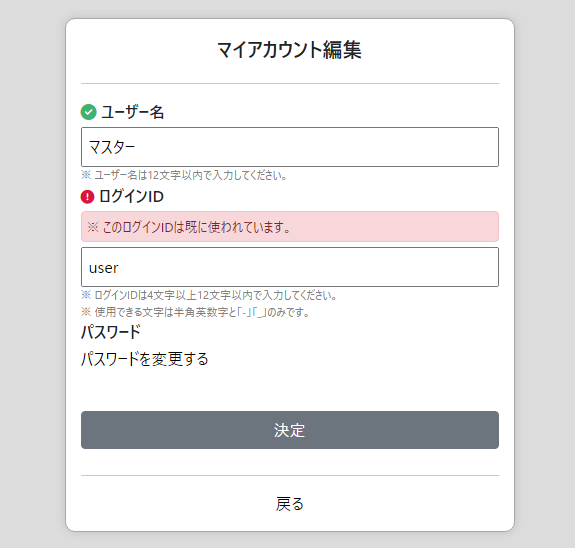 マイアカウント編集
ユーザー名
マスター
※ ユーザー名は12文字以内で入力してください。
ログインID
※ このログインIDは既に使われています。
user
※ ログインIDは4文字以上12文字以内で入力してください。
※ 使用できる文字は半角英数字と「-」「_」のみです。
パスワード
パスワードを変更する
決定
戻る